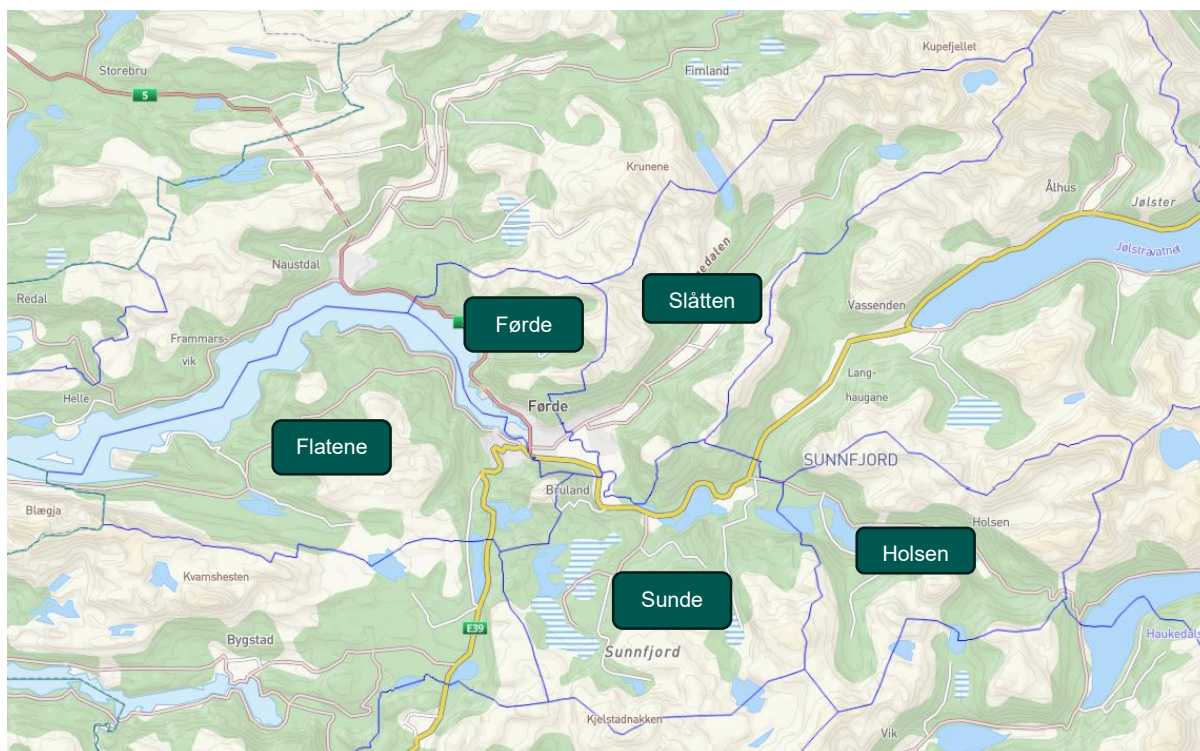 Kupefjellet
Storebru
Fimland
5
Krunene
Ålhus
Jølster
edalen
Jølstravatnet
Naustdal
Slåtten
Redal
Førde
Vassenden
Frammars-
vik
Lang-
haugane
Helle
Førde
Flatene
SUNNFJORD
Bruland
Blægja
Holsen
Holsen
Kvamshesten
Sunde
E39
Bygstad
Sunnfjord
Haukedals
Kjelstadnakken
Vik